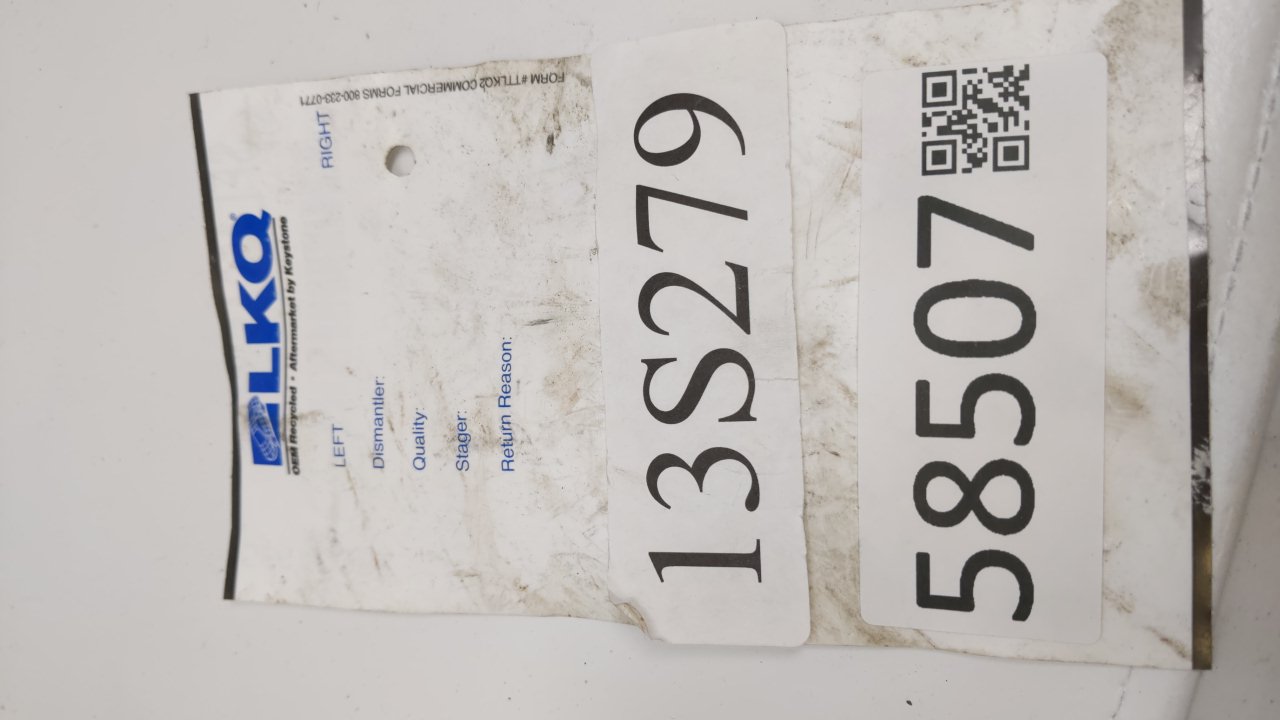 LKQ®
OEM Recycled • Aftermarket by Keystone
LEFT RIGHT
Dismantler:
Quality:
Stager:
Return Reason:
FORM #TTLKQ2 COMMERCIAL FORMS 800-233-0771
13S279
58507